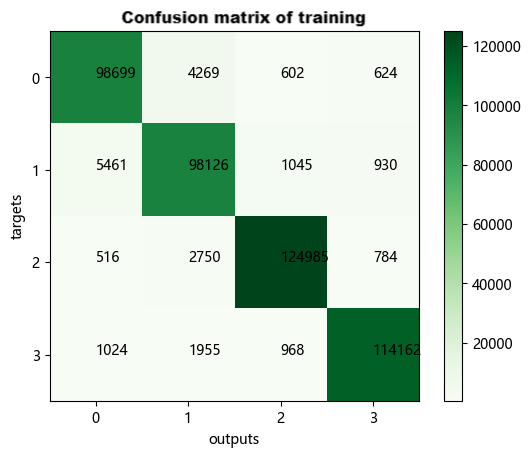 Confusion matrix of training
0 98699 4269 602 624
1 5461 98126 1045 930
2 516 2750 124985 784
3 1024 1955 968 114162
0 1 2 3
outputs
targets
120000
100000
80000
60000
40000
20000